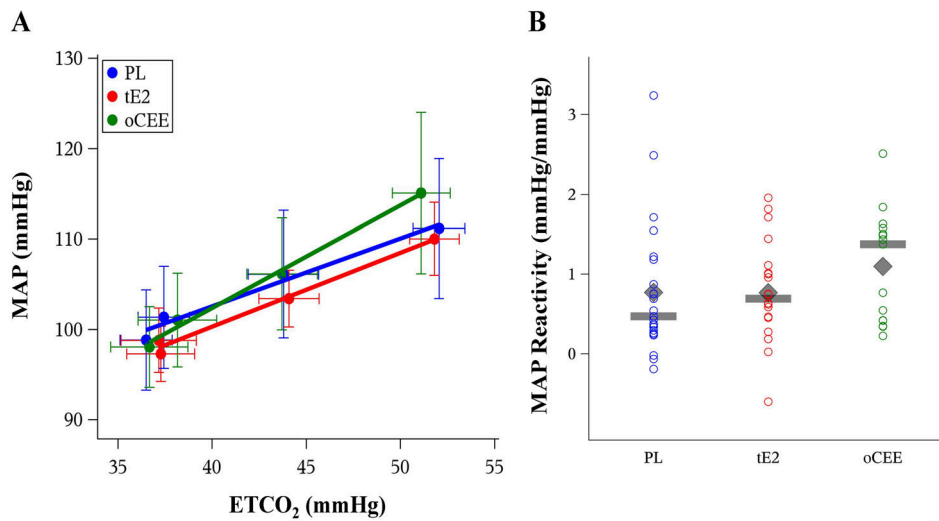 A
B
MAP (mmHg)
130
120
110
100
90
PL
tE2
oCEE
35
40
45
50
55
ETCO₂ (mmHg)
MAP Reactivity (mmHg/mmHg)
3
2
1
0
PL
tE2
oCEE